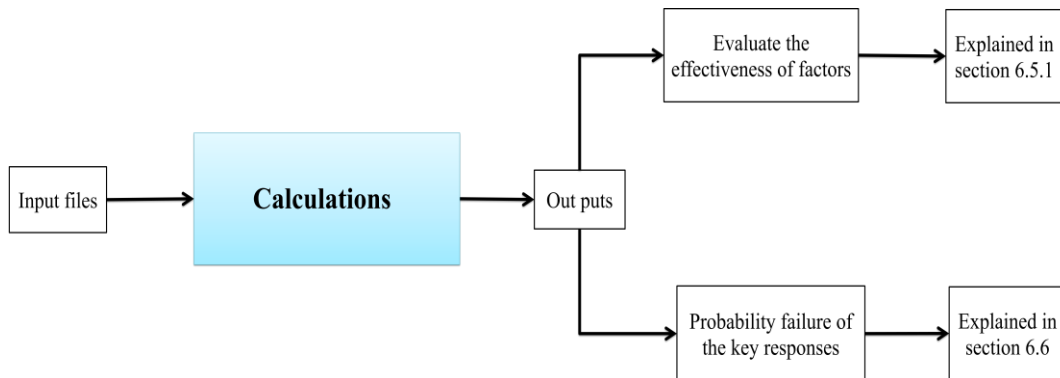 Input files
Calculations
Out puts
Evaluate the
effectiveness of factors
Explained in
section 6.5.1
Probability failure of
the key responses
Explained in
section 6.6